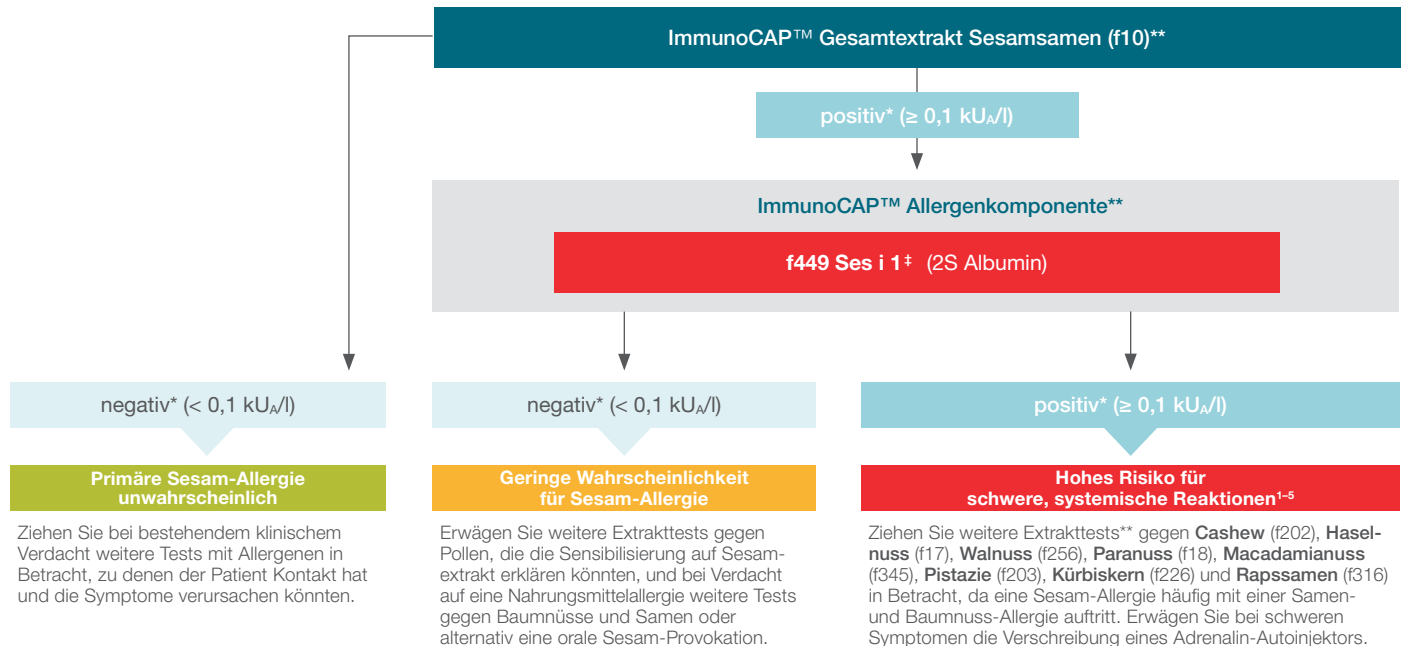 ImmunoCAP™ Gesamtextrakt Sesamsamen (f10)**
positiv* (≥ 0,1 kUA/l)
ImmunoCAP™ Allergenkomponente**
f449 Ses i 1‡ (2S Albumin)
negativ* (< 0,1 kUA/l)
Primäre Sesam-Allergie
unwahrscheinlich
Ziehen Sie bei bestehendem klinischem
Verdacht weitere Tests mit Allergenen in
Betracht, zu denen der Patient Kontakt hat
und die Symptome verursachen könnten.
negativ* (< 0,1 kUA/l)
Geringe Wahrscheinlichkeit
für Sesam-Allergie
Erwägen Sie weitere Extrakttests gegen
Pollen, die die Sensibilisierung auf Sesam-
extrakt erklären könnten, und bei Verdacht
auf eine Nahrungsmittelallergie weitere Tests
gegen Baumnüsse und Samen oder
alternativ eine orale Sesam-Provokation.
positiv* (≥ 0,1 kUA/l)
Hohes Risiko für
schwere, systemische Reaktionen1–5
Ziehen Sie weitere Extrakttests** gegen Cashew (f202), Hasel-
nuss (f17), Walnuss (f256), Paranuss (f18), Macadamianuss
(f345), Pistazie (f203), Kürbiskern (f226) und Rapssamen (f316)
in Betracht, da eine Sesam-Allergie häufig mit einer Samen-
und Baumnuss-Allergie auftritt. Erwägen Sie bei schweren
Symptomen die Verschreibung eines Adrenalin-Autoinjektors.